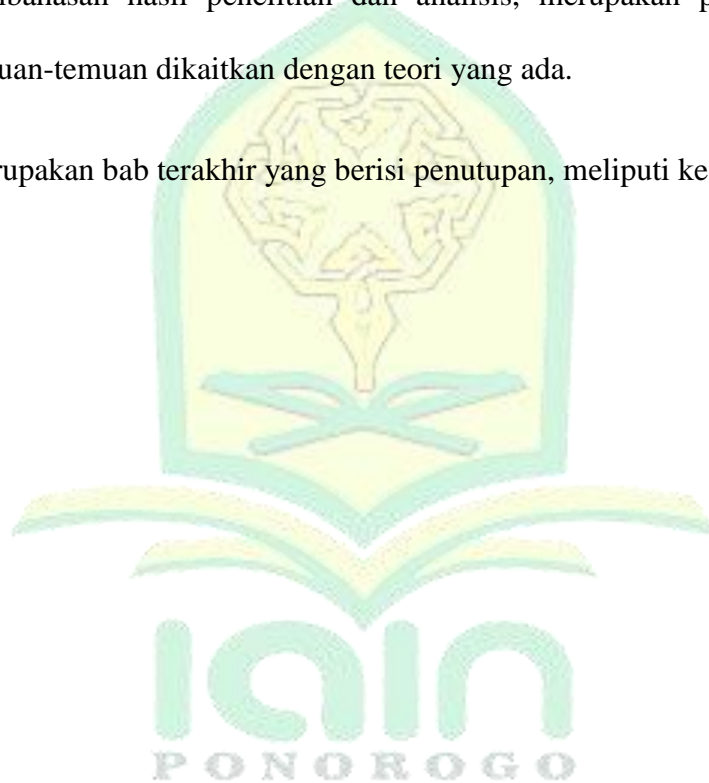 mbahasan hasil penelitian dan analisis, merupakan p
uan-temuan dikaitkan dengan teori yang ada.
rupakan bab terakhir yang berisi penutupan, meliputi ke
iain
PONOROGO